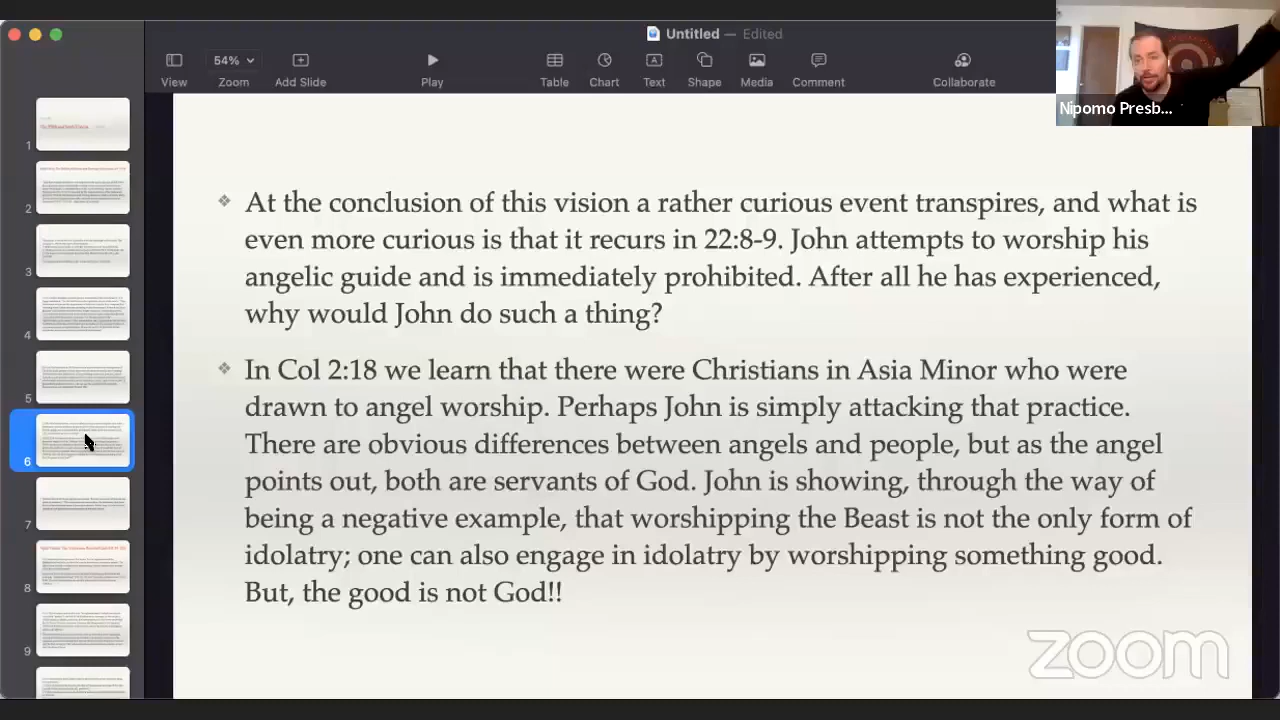 Untitled — Edited
54%
View
Zoom
Add Slide
Play
Table
Chart
Text
Shape
Media
Comment
Collaborate
Nipomo Presb...
1
2
3
4
5
6
7
8
9
At the conclusion of this vision a rather curious event transpires, and what is
even more curious is that it recurs in 22:8-9. John attempts to worship his
angelic guide and is immediately prohibited. After all he has experienced,
why would John do such a thing?
In Col 2:18 we learn that there were Christians in Asia Minor who were
drawn to angel worship. Perhaps John is simply attacking that practice.
There are obvious differences between angels and people, but as the angel
points out, both are servants of God. John is showing, through the way of
being a negative example, that worshipping the Beast is not the only form of
idolatry; one can also engage in idolatry by worshipping something good.
But, the good is not God!!
zoom